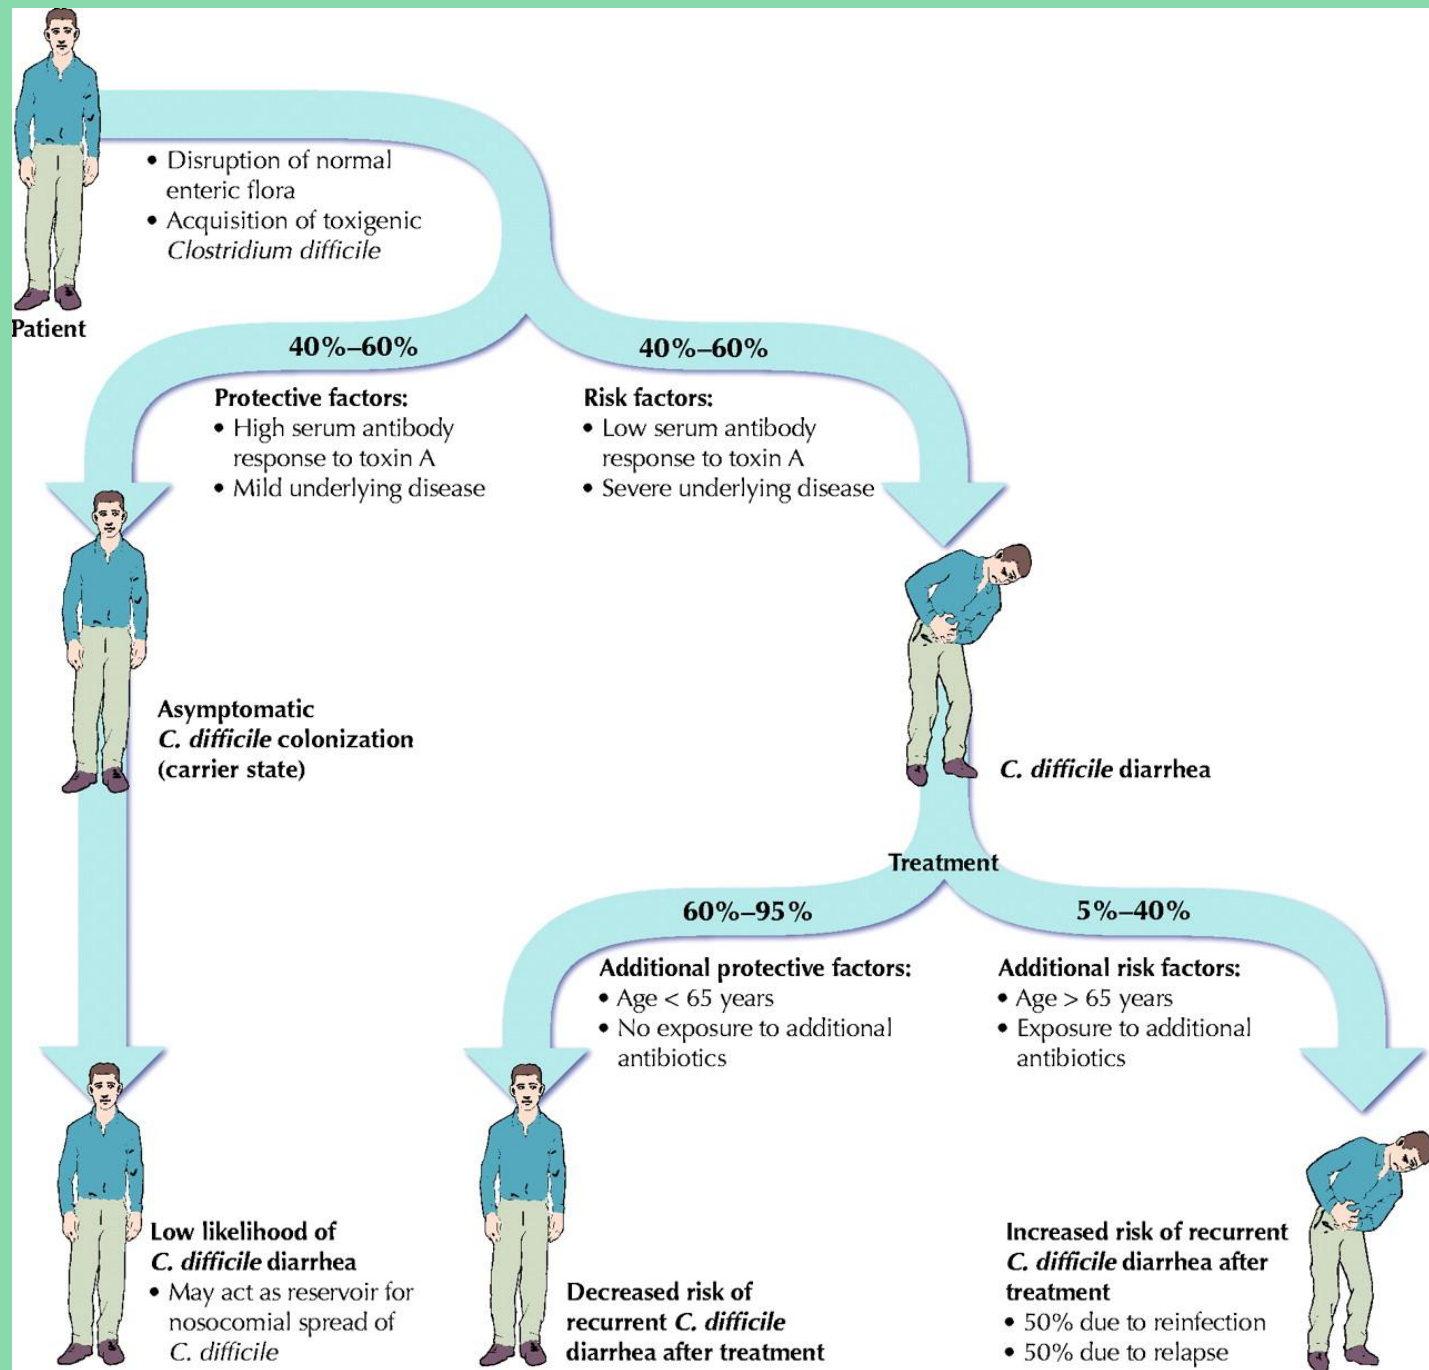 • Disruption of normal
enteric flora
• Acquisition of toxigenic
Clostridium difficile
Patient
40%–60%
40%–60%
Protective factors:
• High serum antibody
response to toxin A
• Mild underlying disease
Risk factors:
• Low serum antibody
response to toxin A
• Severe underlying disease
Asymptomatic
C. difficile colonization
(carrier state)
C. difficile diarrhea
Treatment
60%–95%
5%–40%
Additional protective factors:
• Age < 65 years
• No exposure to additional
antibiotics
Additional risk factors:
• Age > 65 years
• Exposure to additional
antibiotics
Low likelihood of
C. difficile diarrhea
• May act as reservoir for
nosocomial spread of
C. difficile
Decreased risk of
recurrent C. difficile
diarrhea after treatment
Increased risk of recurrent
C. difficile diarrhea after
treatment
• 50% due to reinfection
• 50% due to relapse